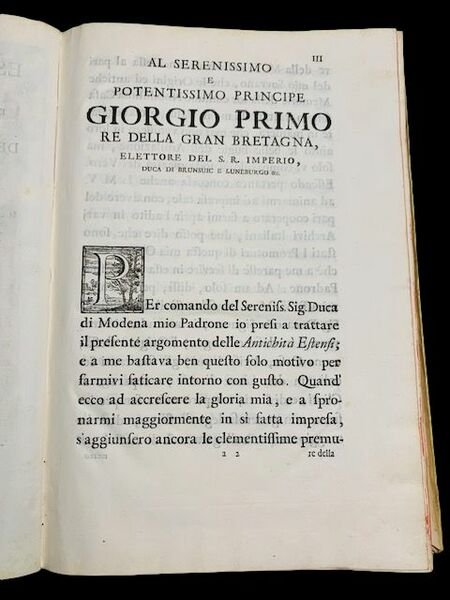 III
AL SERENISSIMO
E
POTENTISSIMO PRINCIPE
GIORGIO PRIMO
RE DELLA GRAN BRETAGNA,
ELETTORE DEL S. R. IMPERIO,
DUCA DI BRUNSUIC E LUNEBURGO &c.
PEr comando del Sereniſs. Sig. Duca
di Modena mio Padrone io preſi a trattare
il preſente argomento delle Antichità Eſtenſi;
e a me baſtava ben queſto ſolo motivo per
farmivi faticare intorno con guſto. Quand'
ecco ad accreſcere la gloria mia, e a ſpro-
narmi maggiormente in sì fatta impreſa,
s'aggiunſero ancora le clementiſſime premu-
2 2 re della